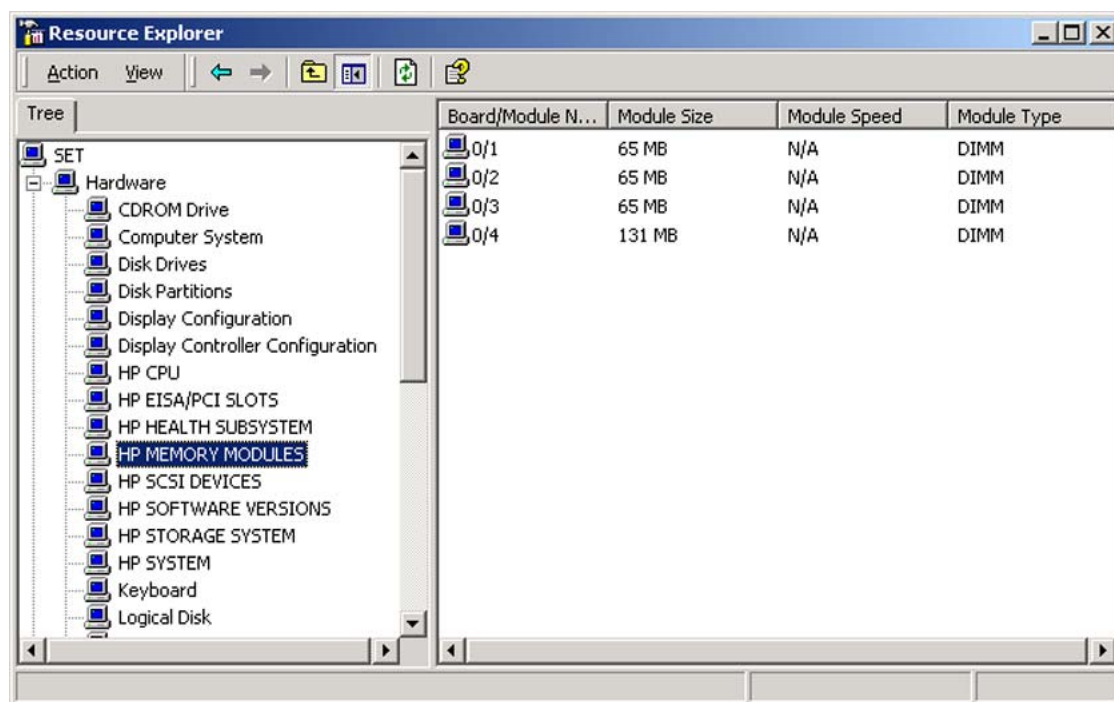 Resource Explorer
Action View
Tree
SET
Hardware
CDROM Drive
Computer System
Disk Drives
Disk Partitions
Display Configuration
Display Controller Configuration
HP CPU
HP EISA/PCI SLOTS
HP HEALTH SUBSYSTEM
HP MEMORY MODULES
HP SCSI DEVICES
HP SOFTWARE VERSIONS
HP STORAGE SYSTEM
HP SYSTEM
Keyboard
Logical Disk
Board/Module N... Module Size Module Speed Module Type
0/1 65 MB N/A DIMM
0/2 65 MB N/A DIMM
0/3 65 MB N/A DIMM
0/4 131 MB N/A DIMM